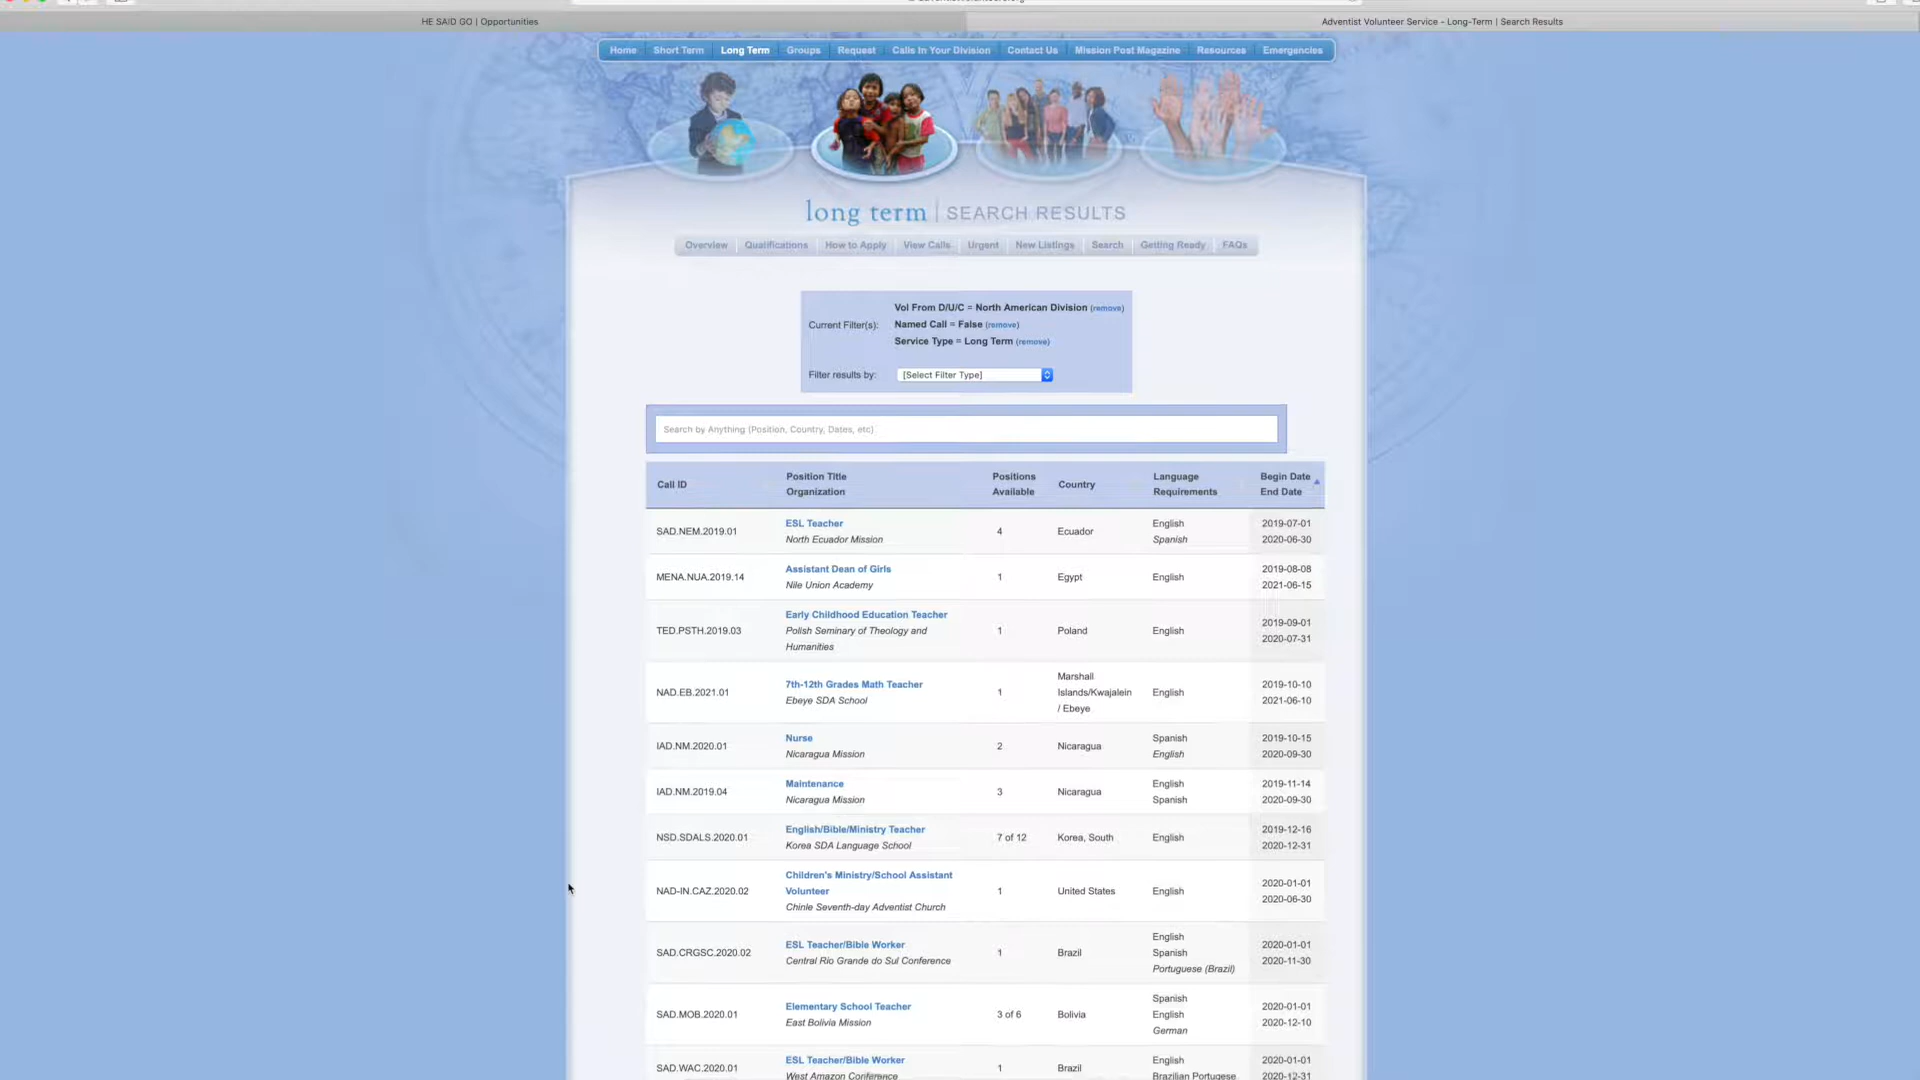 HE SAID GO | Opportunities
Adventist Volunteer Service - Long-Term | Search Results
Home Short Term Long Term Groups Request Calls In Your Division Contact Us Mission Post Magazine Resources Emergencies
long term | SEARCH RESULTS
Overview Qualifications How to Apply View Calls Urgent New Listings Search Getting Ready FAQs
Vol From D/U/C = North American Division (remove)
Current Filter(s): Named Call = False (remove)
Service Type = Long Term (remove)
Filter results by: [Select Filter Type]
Search by Anything (Position, Country, Dates, etc)
Call ID Position Title Organization Positions Available Country Language Requirements Begin Date End Date
SAD.NEM.2019.01 ESL Teacher 4 Ecuador English 2019-07-01
North Ecuador Mission Spanish 2020-06-30
MENA.NUA.2019.14 Assistant Dean of Girls 1 Egypt English 2019-08-08
Nile Union Academy 2021-06-15
TED.PSTH.2019.03 Early Childhood Education Teacher 1 Poland English 2019-09-01
Polish Seminary of Theology and 2020-07-31
Humanities
NAD.EB.2021.01 7th-12th Grades Math Teacher 1 Marshall English 2019-10-10
Ebeye SDA School Islands/Kwajalein 2021-06-10
/ Ebeye
IAD.NM.2020.01 Nurse 2 Nicaragua Spanish 2019-10-15
Nicaragua Mission English 2020-09-30
IAD.NM.2019.04 Maintenance 3 Nicaragua English 2019-11-14
Nicaragua Mission Spanish 2020-09-30
NSD.SDALS.2020.01 English/Bible/Ministry Teacher 7 of 12 Korea, South English 2019-12-16
Korea SDA Language School 2020-12-31
NAD-IN.CAZ.2020.02 Children's Ministry/School Assistant 1 United States English 2020-01-01
Volunteer 2020-06-30
Chinle Seventh-day Adventist Church
SAD.CRGSC.2020.02 ESL Teacher/Bible Worker 1 Brazil English 2020-01-01
Central Rio Grande do Sul Conference Spanish 2020-11-30
Portuguese (Brazil)
SAD.MOB.2020.01 Elementary School Teacher 3 of 6 Bolivia Spanish 2020-01-01
East Bolivia Mission English 2020-12-10
German
SAD.WAC.2020.01 ESL Teacher/Bible Worker 1 Brazil English 2020-01-01
West Amazon Conference Brazilian Portugese 2020-12-31